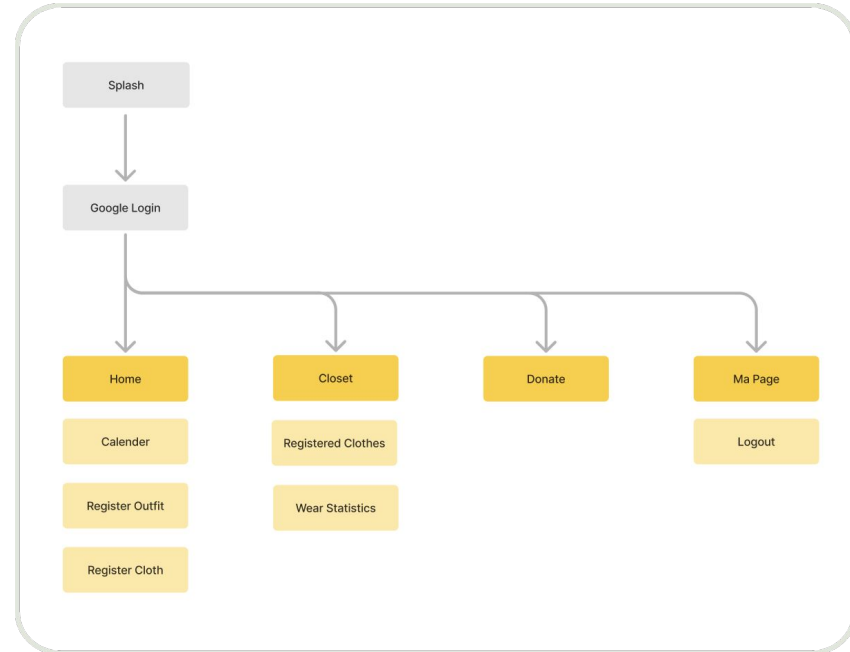 Splash
Google Login
Home
Closet
Donate
Ma Page
Calender
Registered Clothes
Logout
Register Outfit
Wear Statistics
Register Cloth